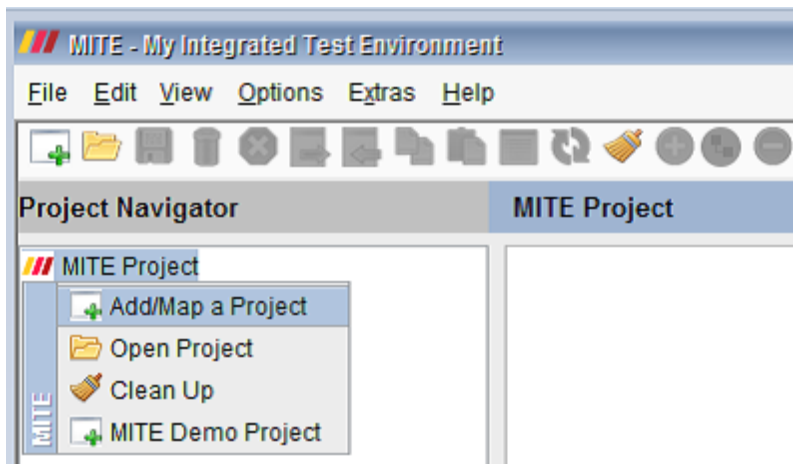 MITE - My Integrated Test Environment
File Edit View Options Extras Help
Project Navigator
MITE Project
MITE Project
Add/Map a Project
Open Project
Clean Up
MITE Demo Project
MITE